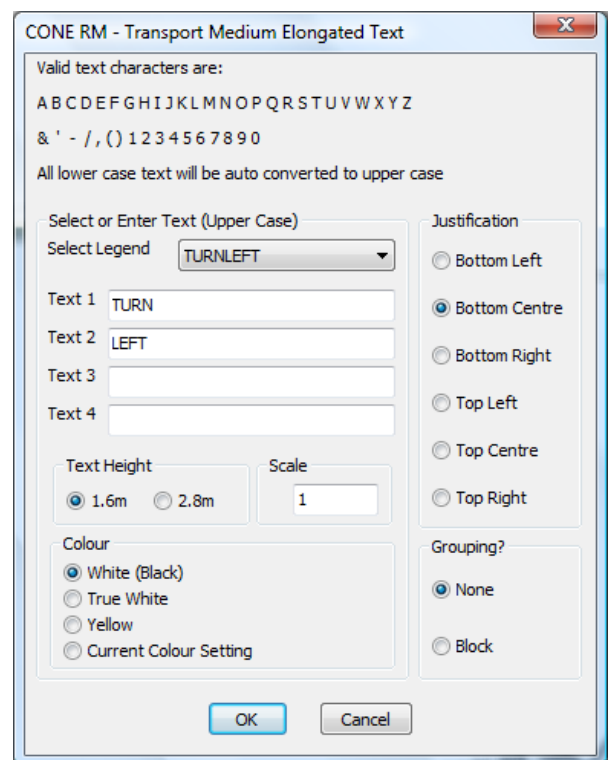 CONE RM - Transport Medium Elongated Text
Valid text characters are:
A B C D E F G H I J K L M N O P Q R S T U V W X Y Z
& ' - / , ( ) 1 2 3 4 5 6 7 8 9 0
All lower case text will be auto converted to upper case
Select or Enter Text (Upper Case)
Select Legend TURNLEFT
Text 1 TURN
Text 2 LEFT
Text 3
Text 4
Text Height
1.6m 2.8m
Scale
1
Colour
White (Black)
True White
Yellow
Current Colour Setting
Justification
Bottom Left
Bottom Centre
Bottom Right
Top Left
Top Centre
Top Right
Grouping?
None
Block
OK Cancel